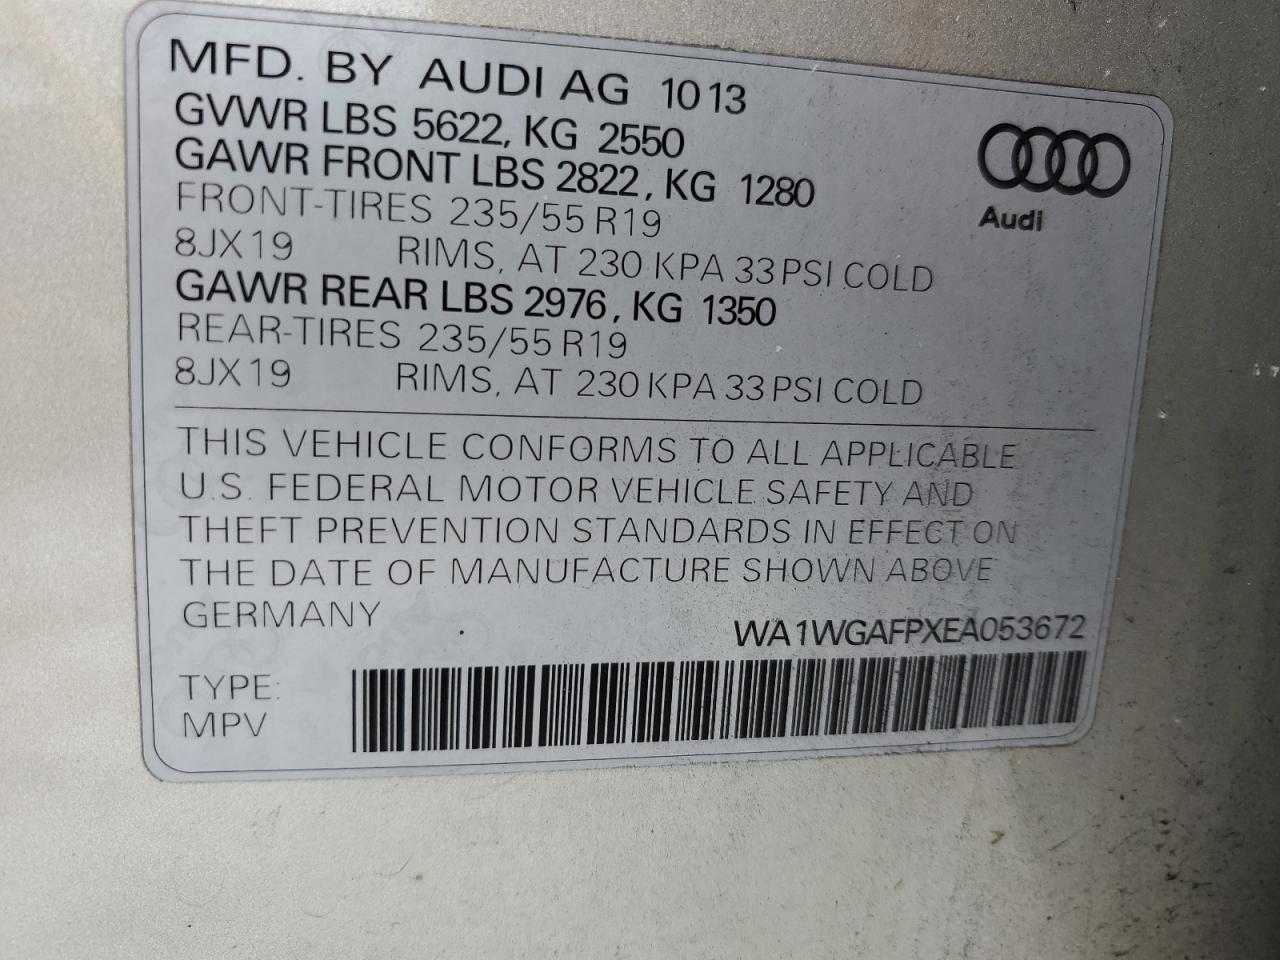 MFD. BY AUDI AG 10 13
GVWR LBS 5622, KG 2550
GAWR FRONT LBS 2822, KG 1280
FRONT-TIRES 235/55 R19
8JX19 RIMS, AT 230 KPA 33 PSI COLD
GAWR REAR LBS 2976, KG 1350
REAR-TIRES 235/55 R19
8JX19 RIMS, AT 230 KPA 33 PSI COLD
Audi
THIS VEHICLE CONFORMS TO ALL APPLICABLE
U.S. FEDERAL MOTOR VEHICLE SAFETY AND
THEFT PREVENTION STANDARDS IN EFFECT ON
THE DATE OF MANUFACTURE SHOWN ABOVE
GERMANY
WA1WGAFPXEA053672
TYPE:
MPV